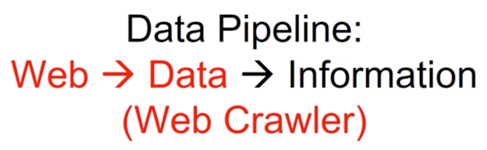 Data Pipeline:
Web → Data → Information
(Web Crawler)